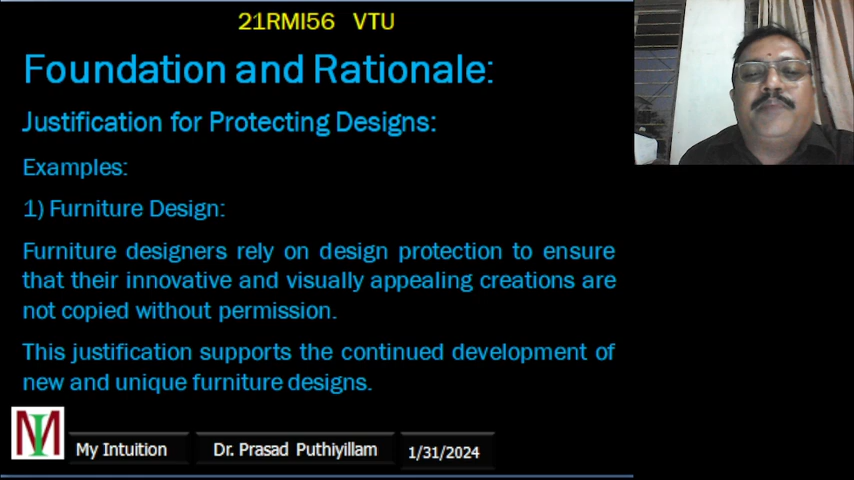 21RMI56 VTU
Foundation and Rationale:
Justification for Protecting Designs:
Examples:
1) Furniture Design:
Furniture designers rely on design protection to ensure
that their innovative and visually appealing creations are
not copied without permission.
This justification supports the continued development of
new and unique furniture designs.
MI
My Intuition
Dr. Prasad Puthiyillam
1/31/2024